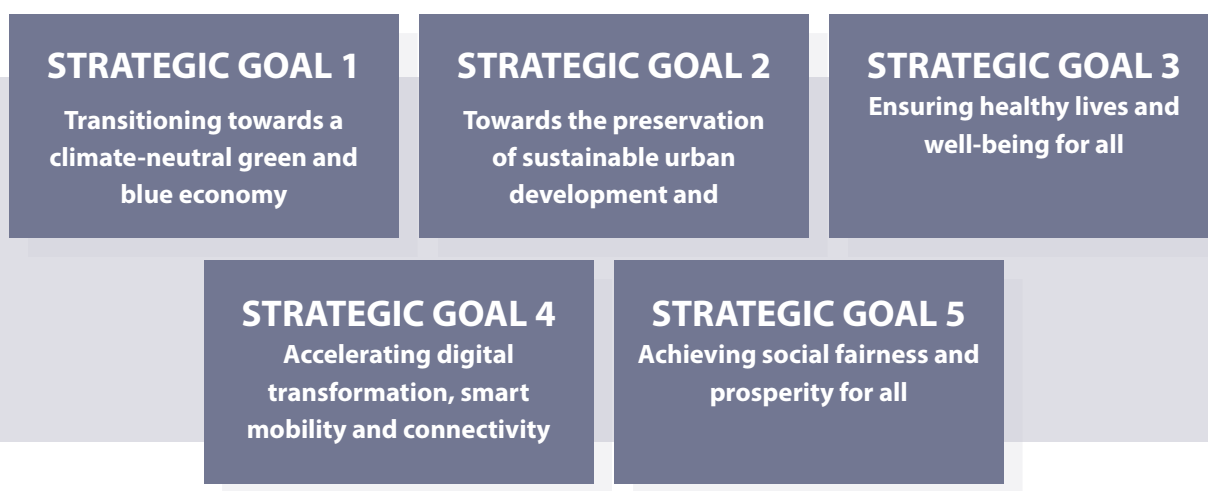 STRATEGIC GOAL 1
Transitioning towards a
climate-neutral green and
blue economy
STRATEGIC GOAL 2
Towards the preservation
of sustainable urban
development and
STRATEGIC GOAL 3
Ensuring healthy lives and
well-being for all
STRATEGIC GOAL 4
Accelerating digital
transformation, smart
mobility and connectivity
STRATEGIC GOAL 5
Achieving social fairness and
prosperity for all